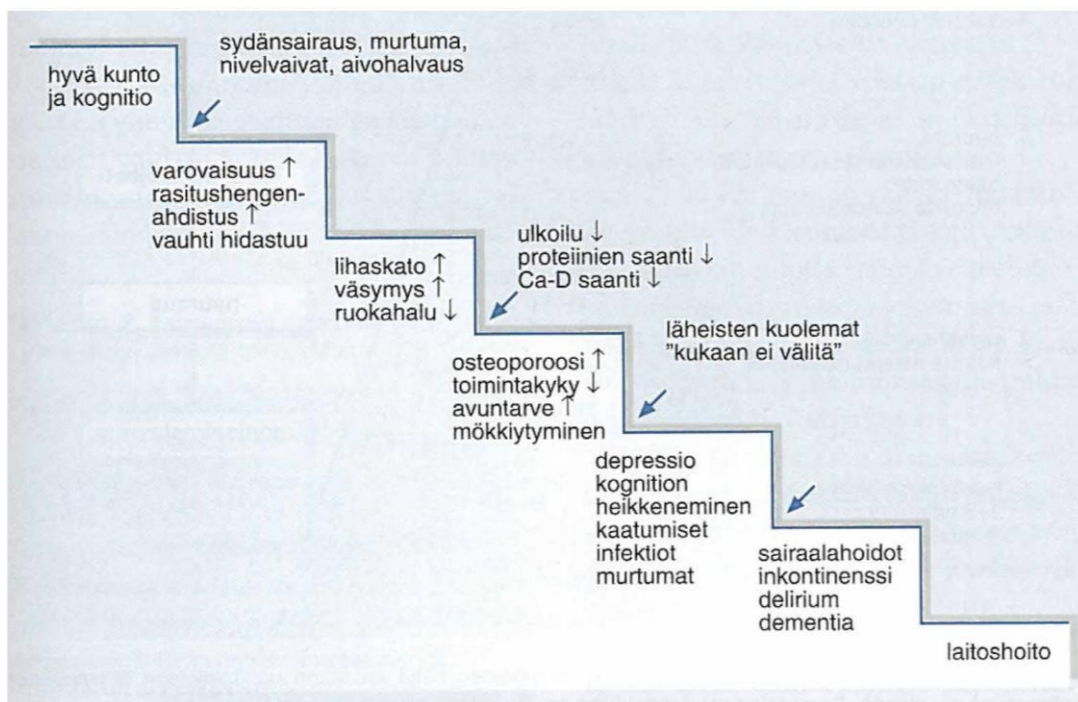 hyvä kunto
ja kognitio
sydänsairaus, murtuma,
nivelvaivat, aivohalvaus
varovaisuus ↑
rasitushengen-
ahdistus ↑
vauhti hidastuu
lihaskato ↑
väsymys ↑
ruokahalu ↓
ulkoilu ↓
proteiinien saanti ↓
Ca-D saanti ↓
osteoporoosi ↑
toimintakyky ↓
avuntarve ↑
mökkiytyminen
läheisten kuolemat
"kukaan ei välitä”
depressio
kognition
heikkeneminen
kaatumiset
infektiot
murtumat
sairaalahoidot
inkontinenssi
delirium
dementia
laitoshoito